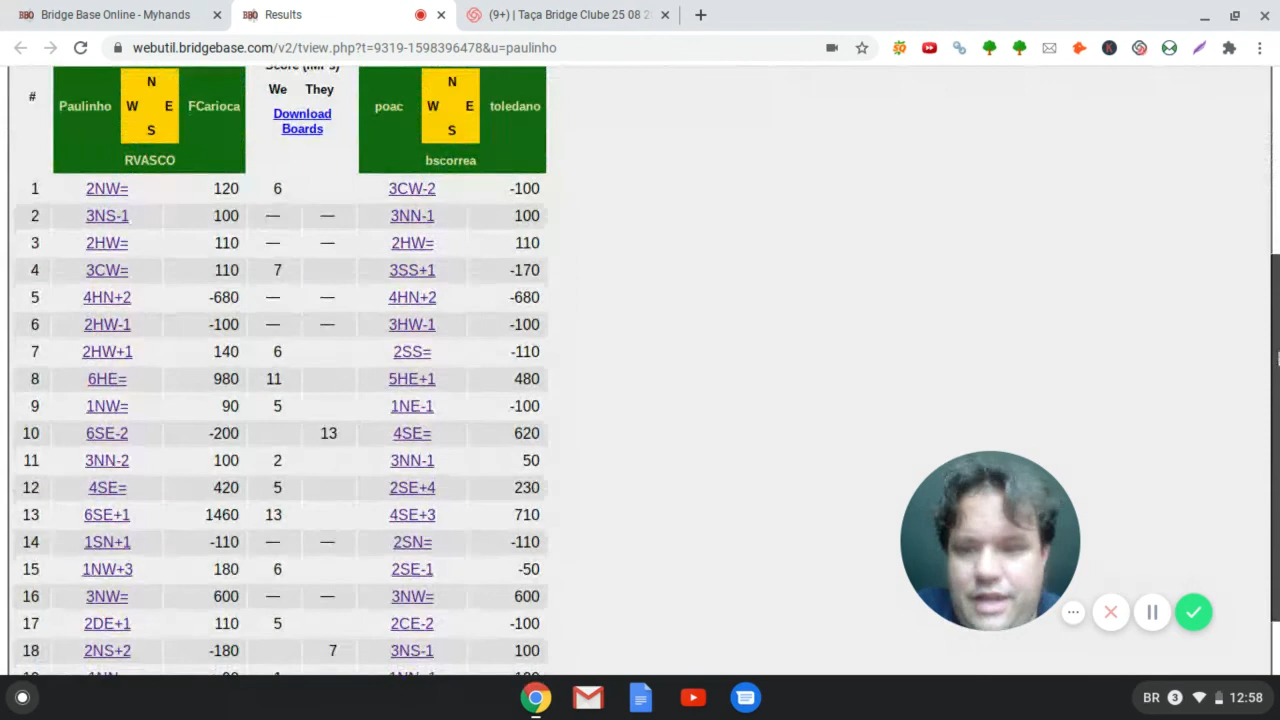 Bridge Base Online - Myhands
Results
(9+) | Taça Bridge Clube 25 08 2
webutil.bridgebase.com/v2/tview.php?t=9319-1598396478&u=paulinho
# Paulinho N W E S FCarioca RVASCO Score (IMPs) We They Download Boards poac N W E S toledano bscorrea
1 2NW= 120 6 3CW-2 -100
2 3NS-1 100 — — 3NN-1 100
3 2HW= 110 — — 2HW= 110
4 3CW= 110 7 3SS+1 -170
5 4HN+2 -680 — — 4HN+2 -680
6 2HW-1 -100 — — 3HW-1 -100
7 2HW+1 140 6 2SS= -110
8 6HE= 980 11 5HE+1 480
9 1NW= 90 5 1NE-1 -100
10 6SE-2 -200 13 4SE= 620
11 3NN-2 100 2 3NN-1 50
12 4SE= 420 5 2SE+4 230
13 6SE+1 1460 13 4SE+3 710
14 1SN+1 -110 — — 2SN= -110
15 1NW+3 180 6 2SE-1 -50
16 3NW= 600 — — 3NW= 600
17 2DE+1 110 5 2CE-2 -100
18 2NS+2 -180 7 3NS-1 100
BR 3 12:58